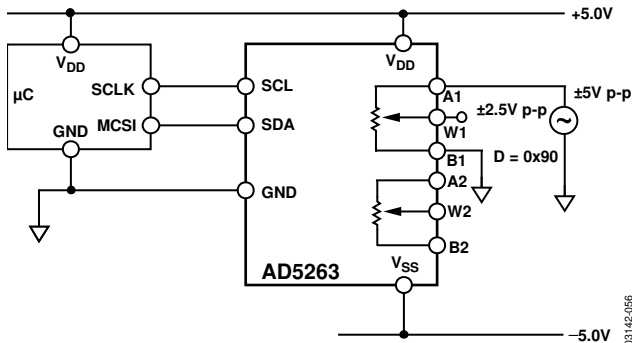 +5.0V
VDD
VDD
µC
SCLK
SCL
A1
±5V p-p
±2.5V p-p
W1
MCSI
SDA
GND
B1
D = 0x90
A2
GND
W2
B2
AD5263
VSS
–5.0V
03142-056